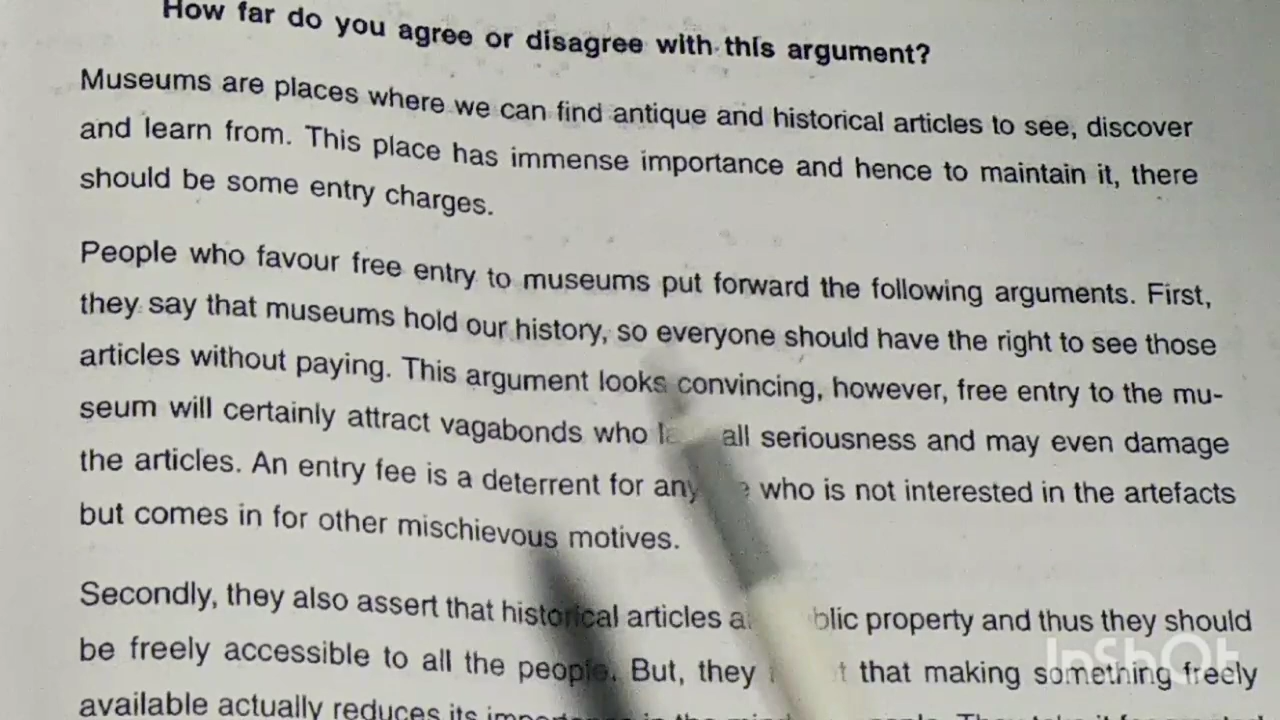 How far do you agree or disagree with this argument?
Museums are places where we can find antique and historical articles to see, discover
and learn from. This place has immense importance and hence to maintain it, there
should be some entry charges.
People who favour free entry to museums put forward the following arguments. First,
they say that museums hold our history, so everyone should have the right to see those
articles without paying. This argument looks convincing, however, free entry to the mu-
seum will certainly attract vagabonds who all seriousness and may even damage
the articles. An entry fee is a deterrent for who is not interested in the artefacts
but comes in for other mischievous motives.
Secondly, they also assert that historical articles property and thus they should
be freely accessible to all the people. But, they that making something freely
available actually reduces its
InShOt